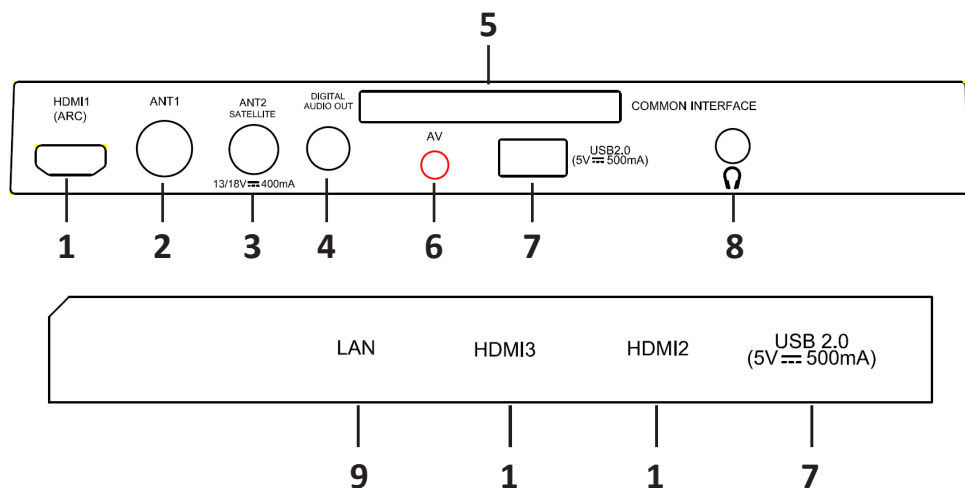 5
HDMI1
(ARC)
ANT1
ANT2
SATELLITE
DIGITAL
AUDIO OUT
COMMON INTERFACE
AV
USB2.0
(5V⎓500mA)
13/18V⎓400mA
1
2
3
4
6
7
8
LAN
HDMI3
HDMI2
USB 2.0
(5V ⎓ 500mA)
9
1
1
7